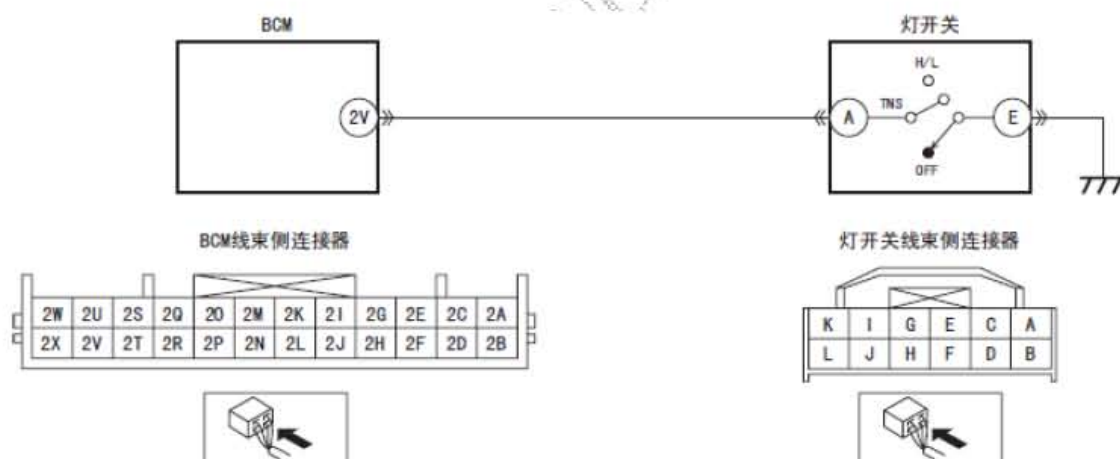 BCM 灯开关
H/L
2V A TNS E
OFF
BCM线束侧连接器 灯开关线束侧连接器
2W 2U 2S 2Q 2O 2M 2K 2I 2G 2E 2C 2A
2X 2V 2T 2R 2P 2N 2L 2J 2H 2F 2D 2B
K I G E C A
L J H F D B